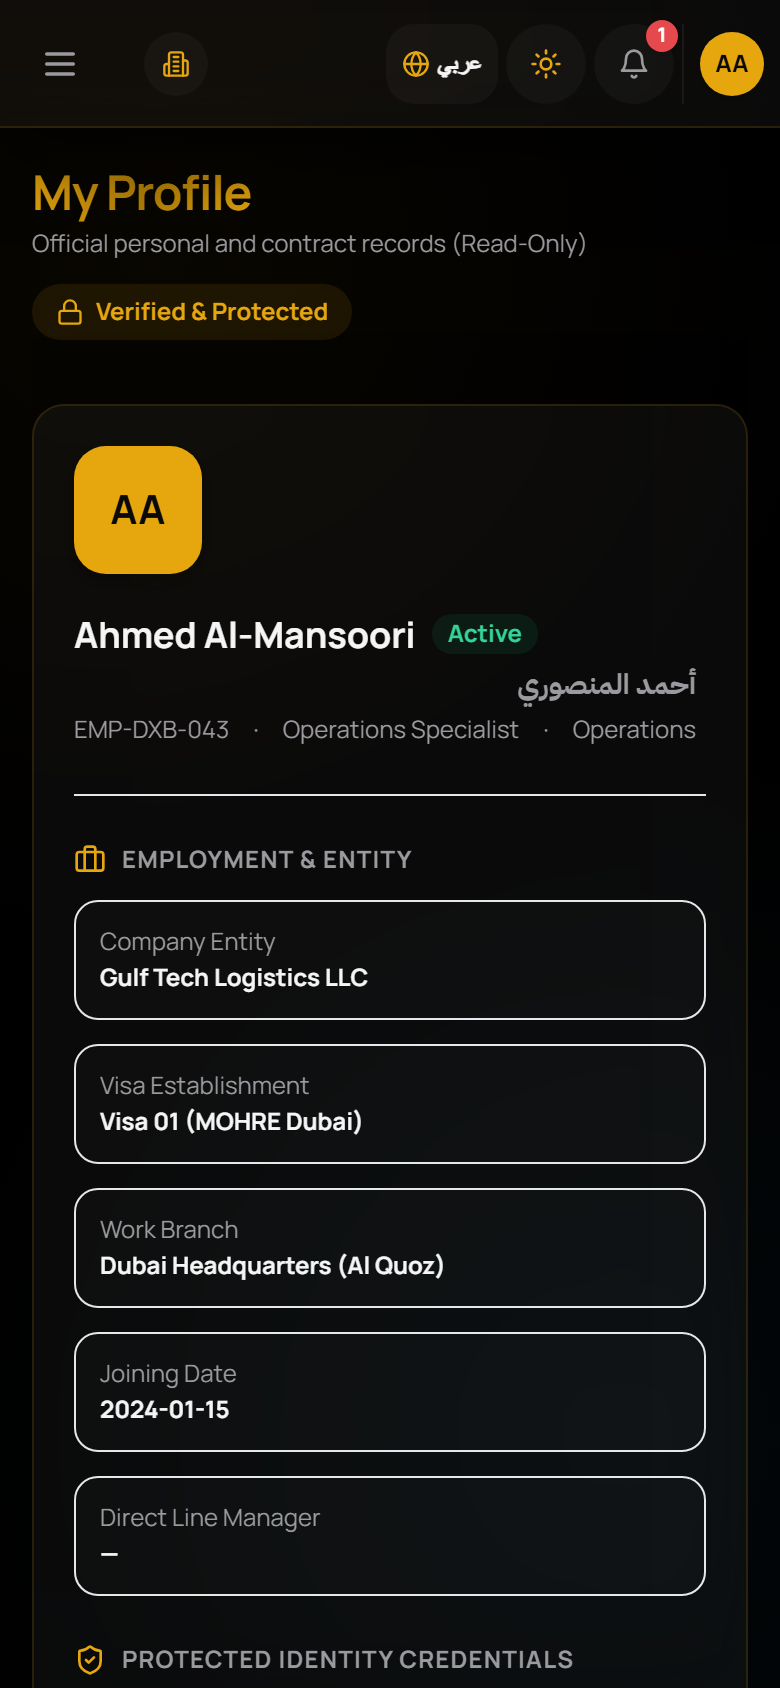 عربي
1
AA
My Profile
Official personal and contract records (Read-Only)
Verified & Protected
AA
Ahmed Al-Mansoori
Active
أحمد المنصوري
EMP-DXB-043 · Operations Specialist · Operations
EMPLOYMENT & ENTITY
Company Entity
Gulf Tech Logistics LLC
Visa Establishment
Visa 01 (MOHRE Dubai)
Work Branch
Dubai Headquarters (Al Quoz)
Joining Date
2024-01-15
Direct Line Manager
—
PROTECTED IDENTITY CREDENTIALS